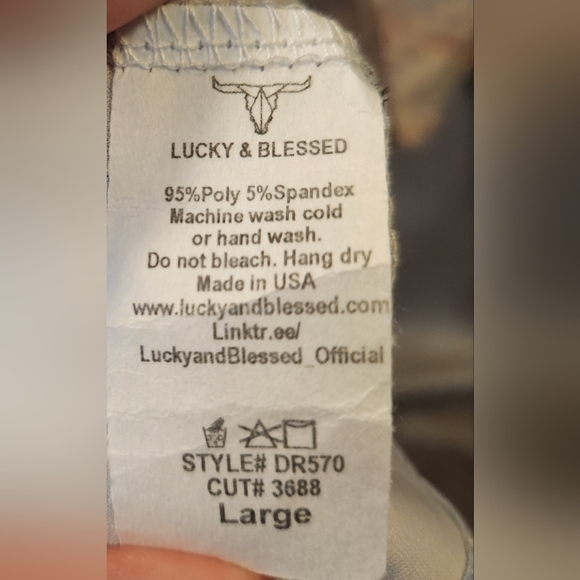 LUCKY & BLESSED
95%Poly 5%Spandex
Machine wash cold
or hand wash.
Do not bleach. Hang dry
Made in USA
www.luckyandblessed.com
Linktr.ee/
LuckyandBlessed_Official
STYLE# DR570
CUT# 3688
Large